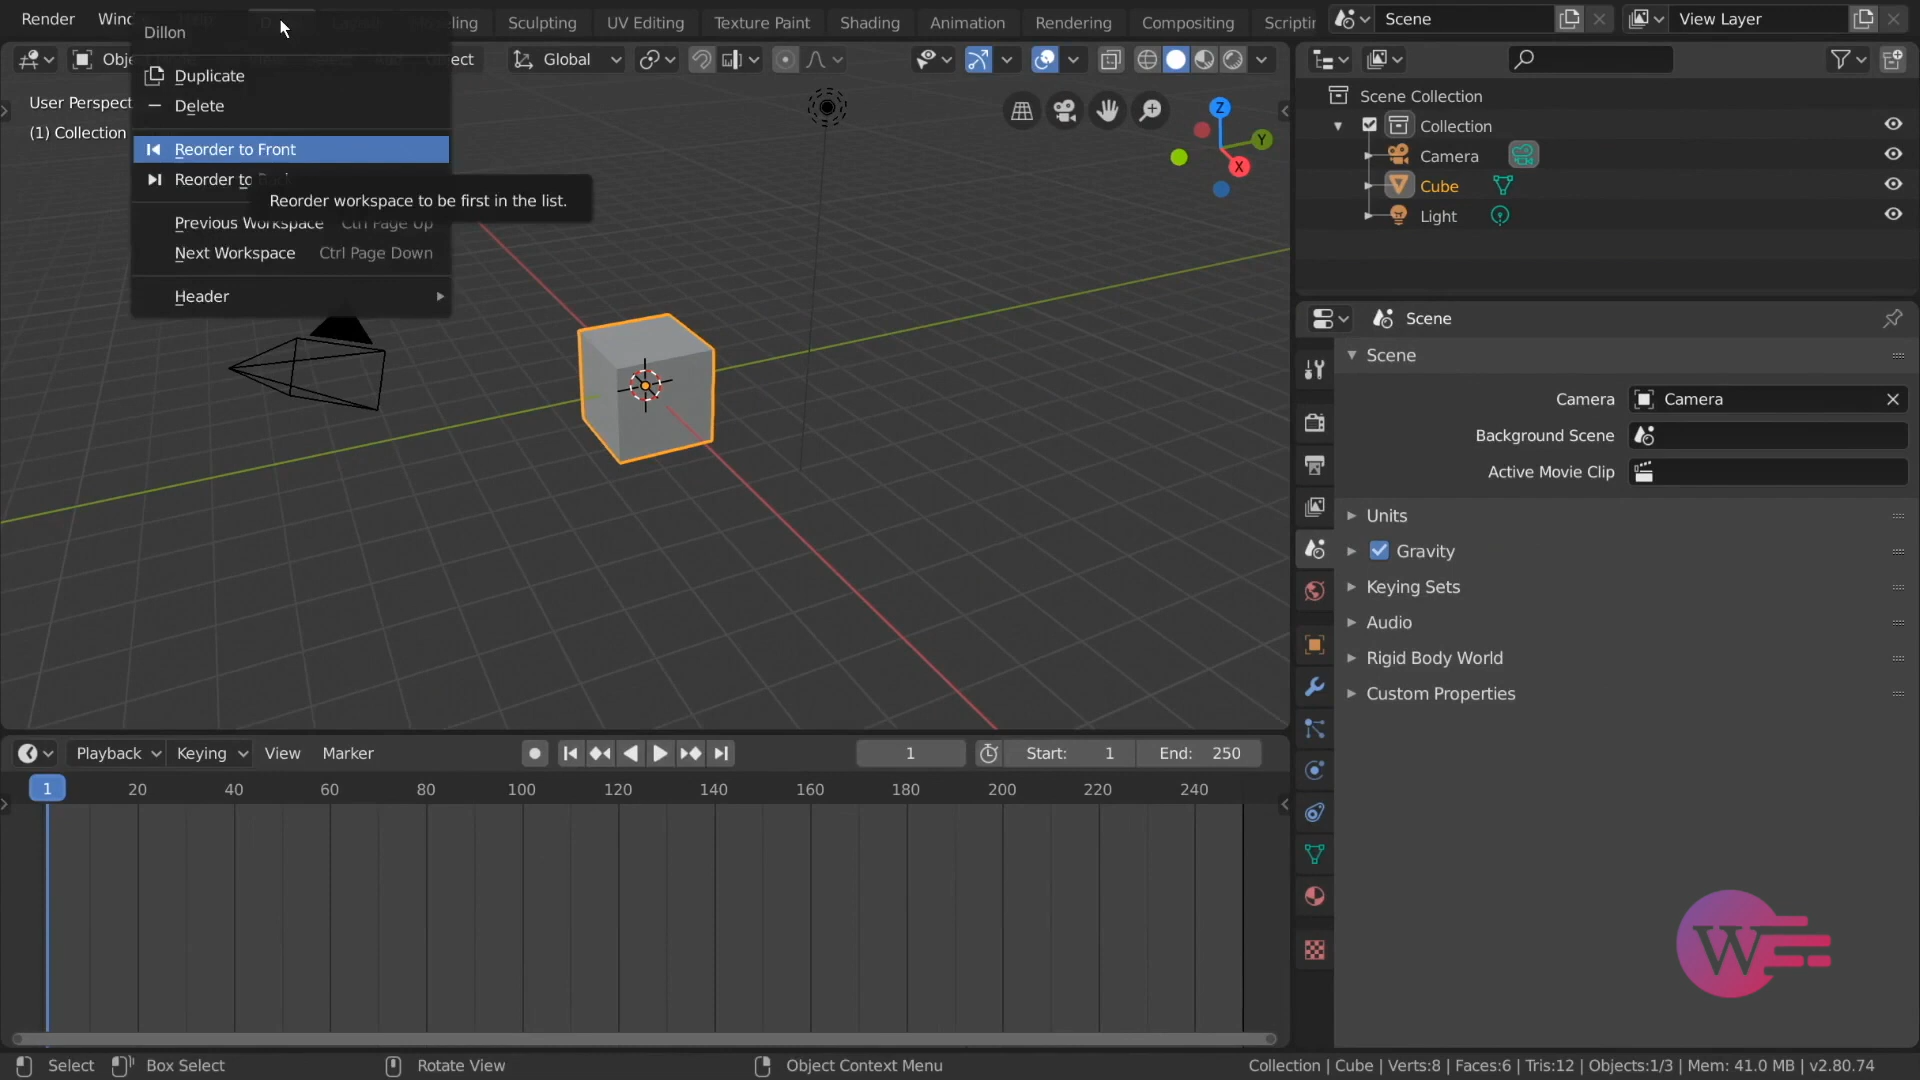 Render
Wind
Dillon
Sculpting
UV Editing
Texture Paint
Shading
Animation
Rendering
Compositing
Scriptin
Scene
View Layer
Duplicate
Delete
Reorder to Front
Reorder to
Reorder workspace to be first in the list.
Previous Workspace Ctrl Page Up
Next Workspace Ctrl Page Down
Header
Global
User Perspect
(1) Collection
Z
Y
X
Scene Collection
Collection
Camera
Cube
Light
Scene
Scene
Camera Camera
Background Scene
Active Movie Clip
Units
Gravity
Keying Sets
Audio
Rigid Body World
Custom Properties
Playback Keying View Marker
1
Start: 1
End: 250
1 20 40 60 80 100 120 140 160 180 200 220 240
W
Select Box Select Rotate View Object Context Menu
Collection | Cube | Verts:8 | Faces:6 | Tris:12 | Objects:1/3 | Mem: 41.0 MB | v2.80.74